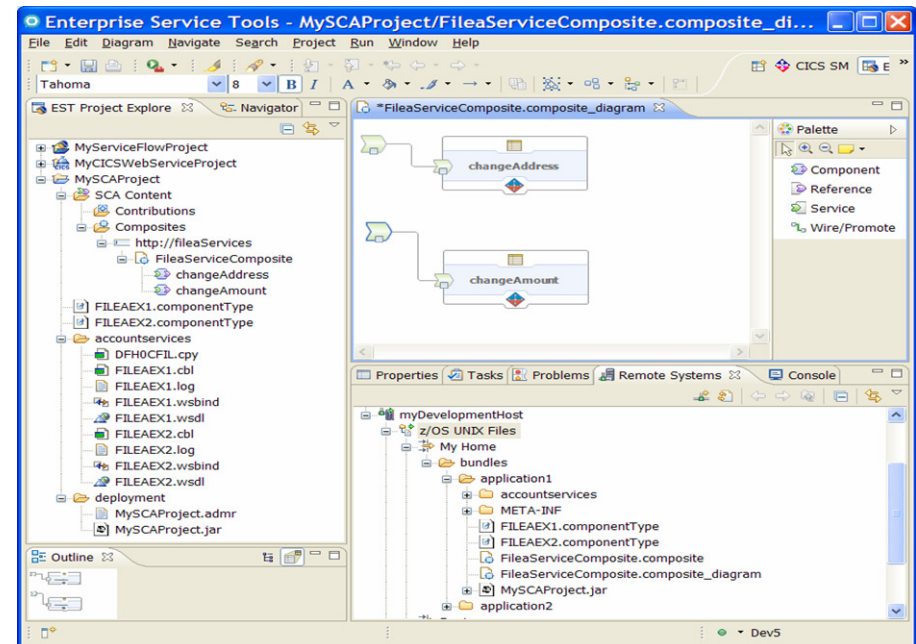 Enterprise Service Tools - MySCAProject/FileaServiceComposite.composite_di...
File Edit Diagram Navigate Search Project Run Window Help
CICS SM E »
Tahoma 8 B I A
EST Project Explore Navigator
MyServiceFlowProject
MyCICSWebServiceProject
MySCAProject
SCA Content
Contributions
Composites
http://fileaServices
FileaServiceComposite
changeAddress
changeAmount
FILEAEX1.componentType
FILEAEX2.componentType
accountservices
DFH0CFIL.cpy
FILEAEX1.cbl
FILEAEX1.log
FILEAEX1.wsbind
FILEAEX1.wsdl
FILEAEX2.cbl
FILEAEX2.log
FILEAEX2.wsbind
FILEAEX2.wsdl
deployment
MySCAProject.admr
MySCAProject.jar
Outline
*FileaServiceComposite.composite_diagram
changeAddress
changeAmount
Palette
Component
Reference
Service
Wire/Promote
Properties Tasks Problems Remote Systems Console
myDevelopmentHost
z/OS UNIX Files
My Home
bundles
application1
accountservices
META-INF
FILEAEX1.componentType
FILEAEX2.componentType
FileaServiceComposite.composite
FileaServiceComposite.composite_diagram
MySCAProject.jar
application2
Dev5